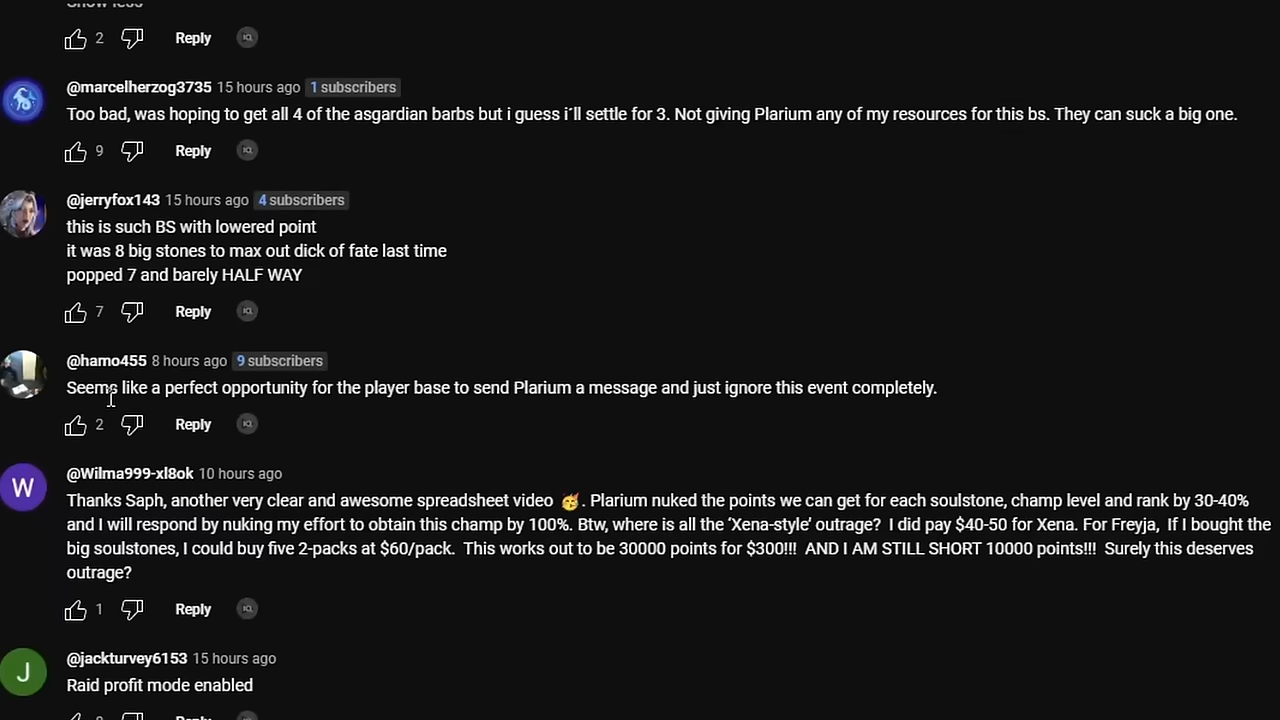 Show less
2 Reply
@marcelherzog3735 15 hours ago 1 subscribers
Too bad, was hoping to get all 4 of the asgardian barbs but i guess i´ll settle for 3. Not giving Plarium any of my resources for this bs. They can suck a big one.
9 Reply
@jerryfox143 15 hours ago 4 subscribers
this is such BS with lowered point
it was 8 big stones to max out dick of fate last time
popped 7 and barely HALF WAY
7 Reply
@hamo455 8 hours ago 9 subscribers
Seems like a perfect opportunity for the player base to send Plarium a message and just ignore this event completely.
2 Reply
W
@Wilma999-xl8ok 10 hours ago
Thanks Saph, another very clear and awesome spreadsheet video 🥳. Plarium nuked the points we can get for each soulstone, champ level and rank by 30-40%
and I will respond by nuking my effort to obtain this champ by 100%. Btw, where is all the ‘Xena-style’ outrage? I did pay $40-50 for Xena. For Freyja, If I bought the
big soulstones, I could buy five 2-packs at $60/pack. This works out to be 30000 points for $300!!! AND I AM STILL SHORT 10000 points!!! Surely this deserves
outrage?
1 Reply
J
@jackturvey6153 15 hours ago
Raid profit mode enabled
Reply